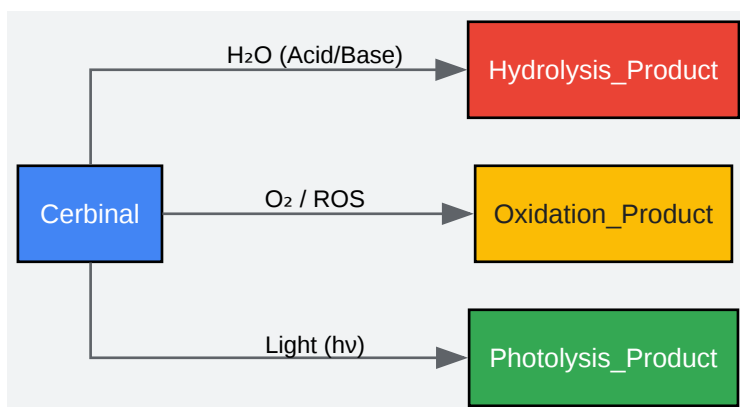 H₂O (Acid/Base)
Hydrolysis_Product
Cerbinal
O₂ / ROS
Oxidation_Product
Light (hν)
Photolysis_Product